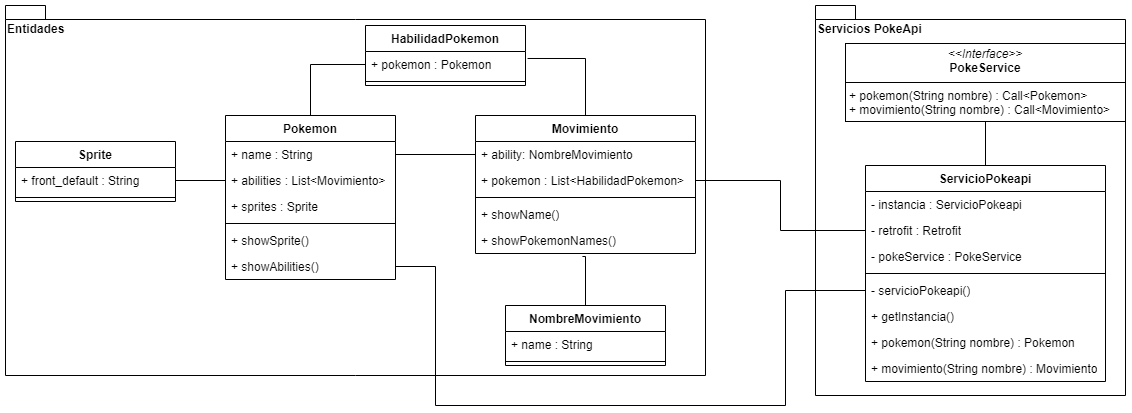 Entidades
HabilidadPokemon
+ pokemon : Pokemon
Sprite
+ front_default : String
Pokemon
+ name : String
+ abilities : List<Movimiento>
+ sprites : Sprite
+ showSprite()
+ showAbilities()
Movimiento
+ ability: NombreMovimiento
+ pokemon : List<HabilidadPokemon>
+ showName()
+ showPokemonNames()
NombreMovimiento
+ name : String
Servicios PokeApi
<<Interface>>
PokeService
+ pokemon(String nombre) : Call<Pokemon>
+ movimiento(String nombre) : Call<Movimiento>
ServicioPokeapi
- instancia : ServicioPokeapi
- retrofit : Retrofit
- pokeService : PokeService
- servicioPokeapi()
+ getInstancia()
+ pokemon(String nombre) : Pokemon
+ movimiento(String nombre) : Movimiento